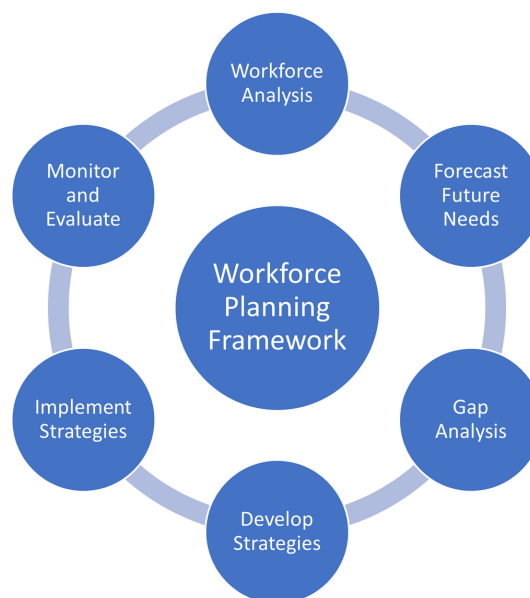 Workforce
Analysis
Forecast
Future
Needs
Gap
Analysis
Develop
Strategies
Implement
Strategies
Monitor
and
Evaluate
Workforce
Planning
Framework